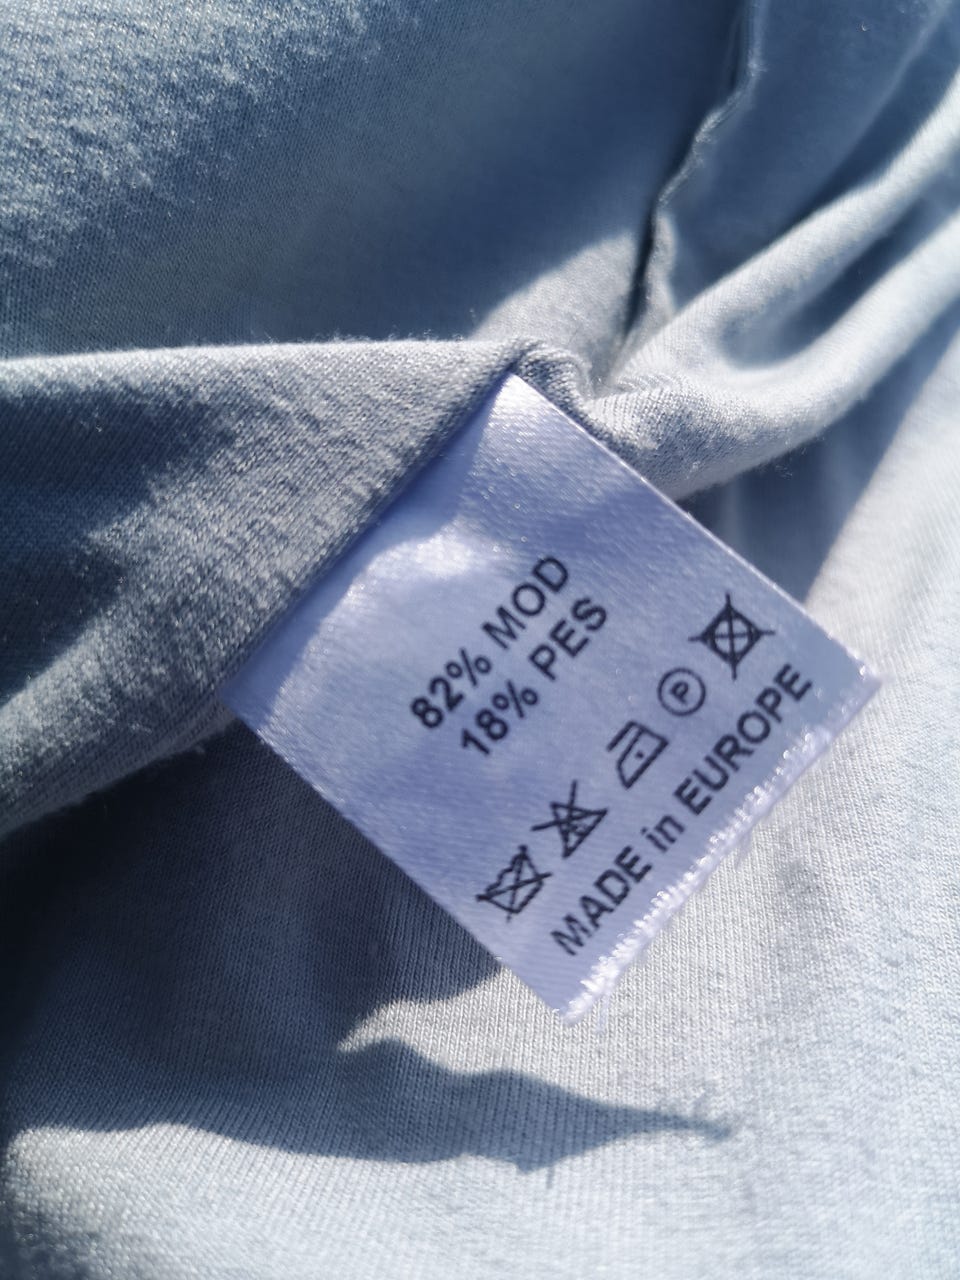 82% MOD
18% PES
P
MADE in EUROPE